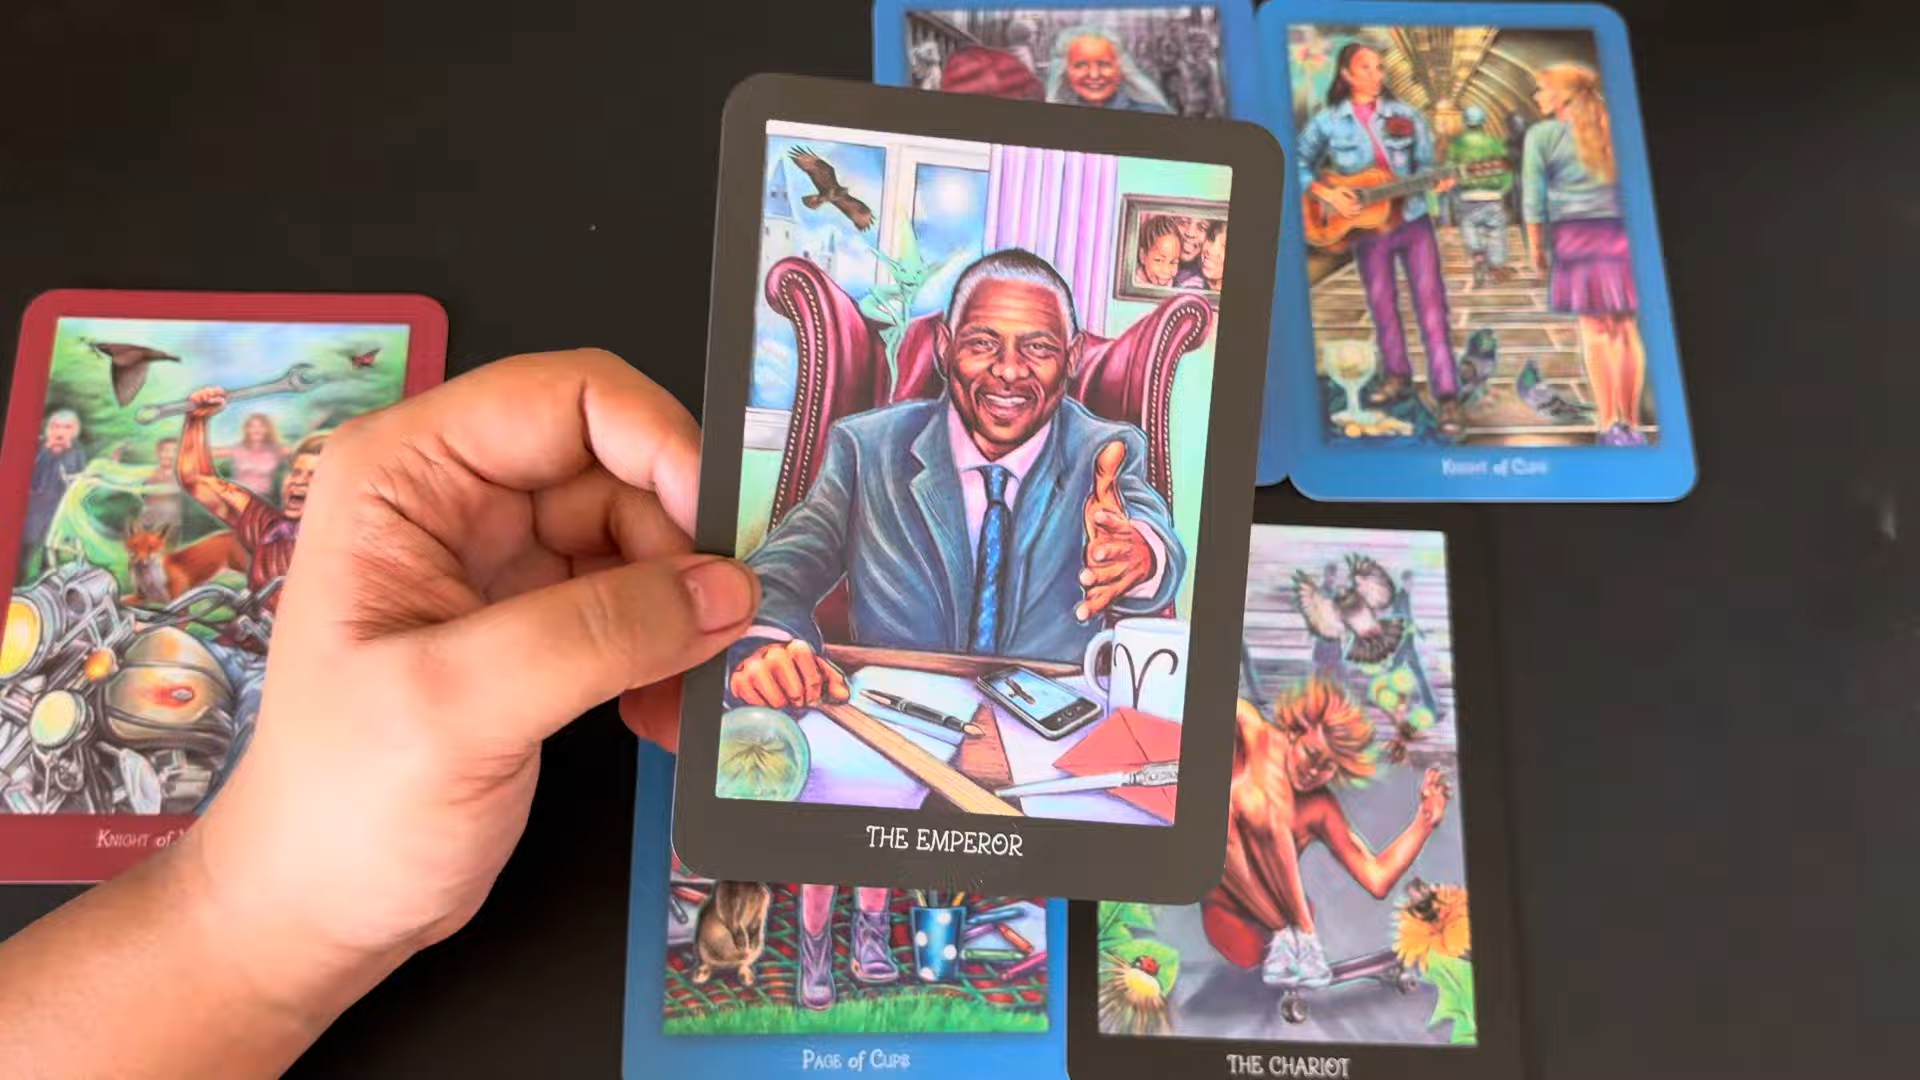 Knight of Cups
Knight of
THE EMPEROR
Page of Cups
THE CHARIOT